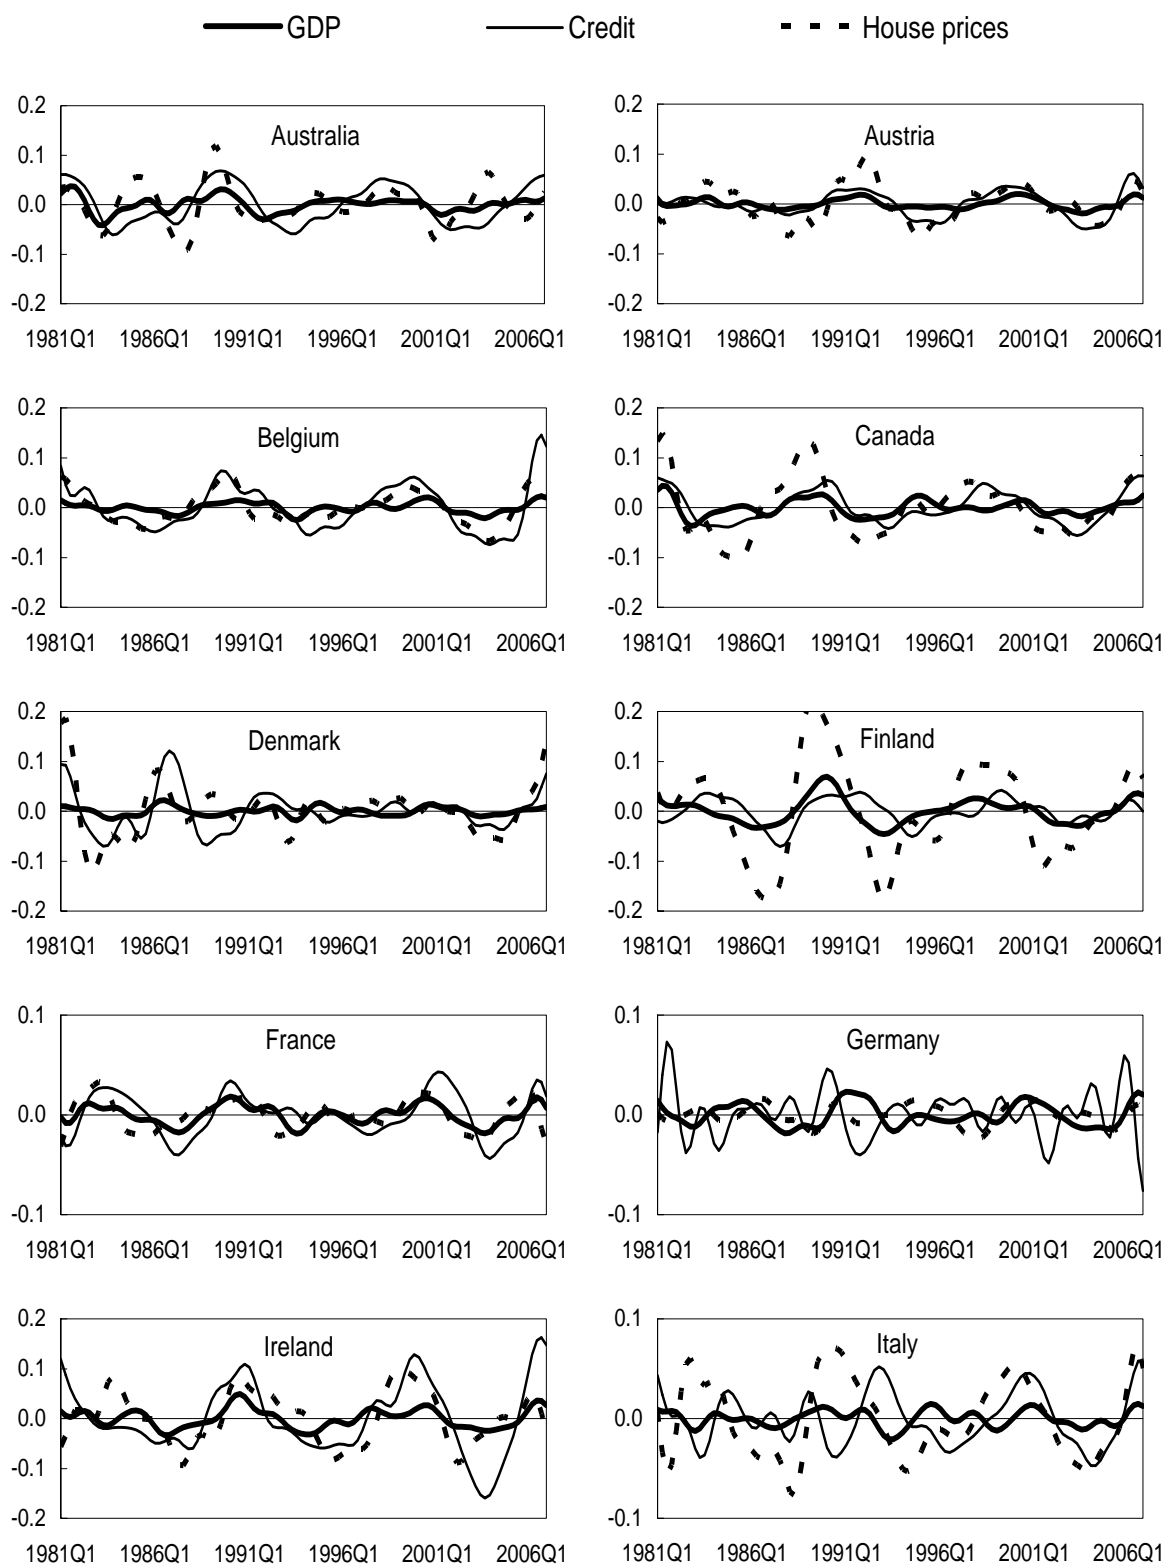 GDP Credit House prices
0.2 0.2
Australia Austria
0.1 0.1
0.0 0.0
-0.1 -0.1
-0.2 -0.2
1981Q1 1986Q1 1991Q1 1996Q1 2001Q1 2006Q1 1981Q1 1986Q1 1991Q1 1996Q1 2001Q1 2006Q1
0.2 0.2
Belgium Canada
0.1 0.1
0.0 0.0
-0.1 -0.1
-0.2 -0.2
1981Q1 1986Q1 1991Q1 1996Q1 2001Q1 2006Q1 1981Q1 1986Q1 1991Q1 1996Q1 2001Q1 2006Q1
0.2 0.2
Denmark Finland
0.1 0.1
0.0 0.0
-0.1 -0.1
-0.2 -0.2
1981Q1 1986Q1 1991Q1 1996Q1 2001Q1 2006Q1 1981Q1 1986Q1 1991Q1 1996Q1 2001Q1 2006Q1
0.1 0.1
France Germany
0.0 0.0
-0.1 -0.1
1981Q1 1986Q1 1991Q1 1996Q1 2001Q1 2006Q1 1981Q1 1986Q1 1991Q1 1996Q1 2001Q1 2006Q1
0.2 0.1
Ireland Italy
0.1
0.0 0.0
-0.1
-0.2 -0.1
1981Q1 1986Q1 1991Q1 1996Q1 2001Q1 2006Q1 1981Q1 1986Q1 1991Q1 1996Q1 2001Q1 2006Q1